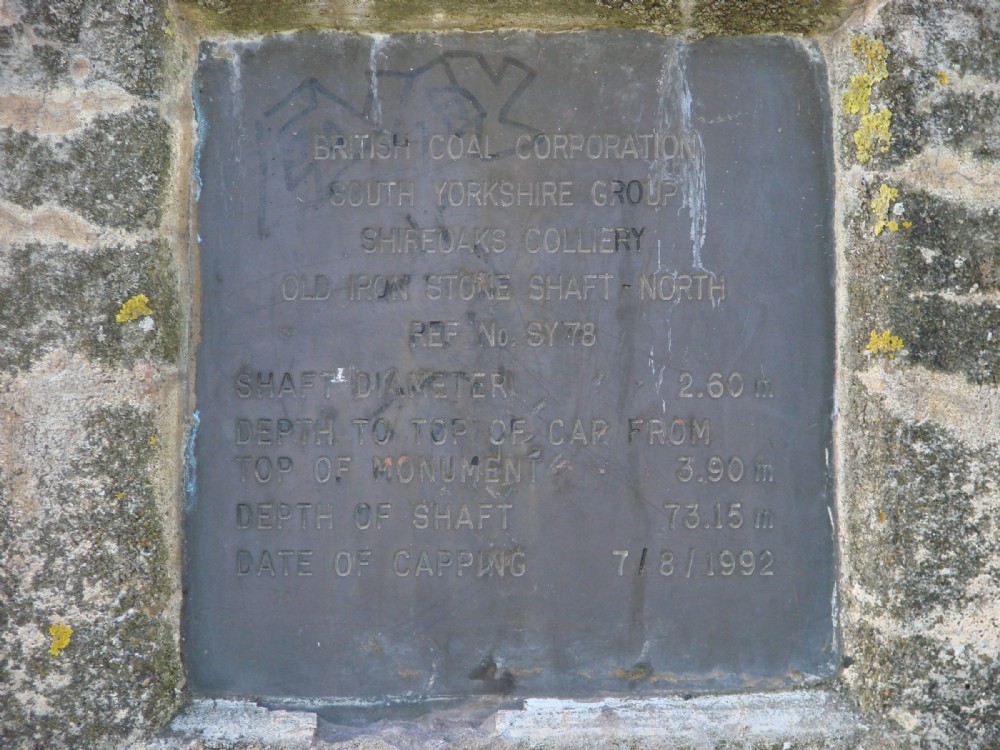 BRITISH COAL CORPORATION
SOUTH YORKSHIRE GROUP
SHIREOAKS COLLIERY
OLD IRON STONE SHAFT - NORTH
REF No. SY78
SHAFT DIAMETER 2.60 m
DEPTH TO TOP OF CAP FROM
TOP OF MONUMENT 3.90 m
DEPTH OF SHAFT 73.15 m
DATE OF CAPPING 7/8/1992